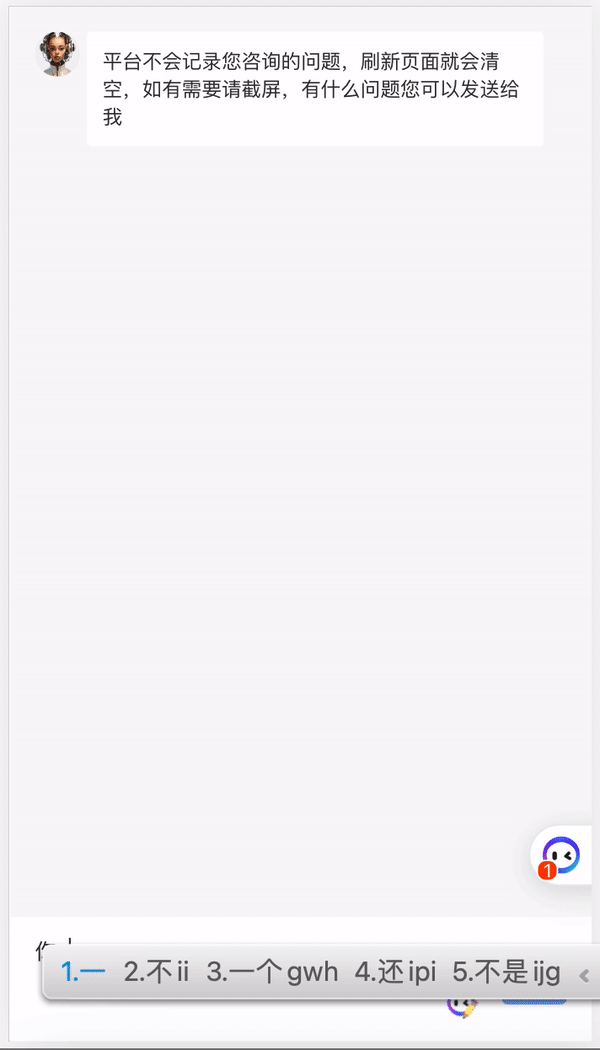 平台不会记录您咨询的问题，刷新页面就会清
空，如有需要请截屏，有什么问题您可以发送给
我
1
1.一 2.不ii 3.一个gwh 4.还ipi 5.不是ijg